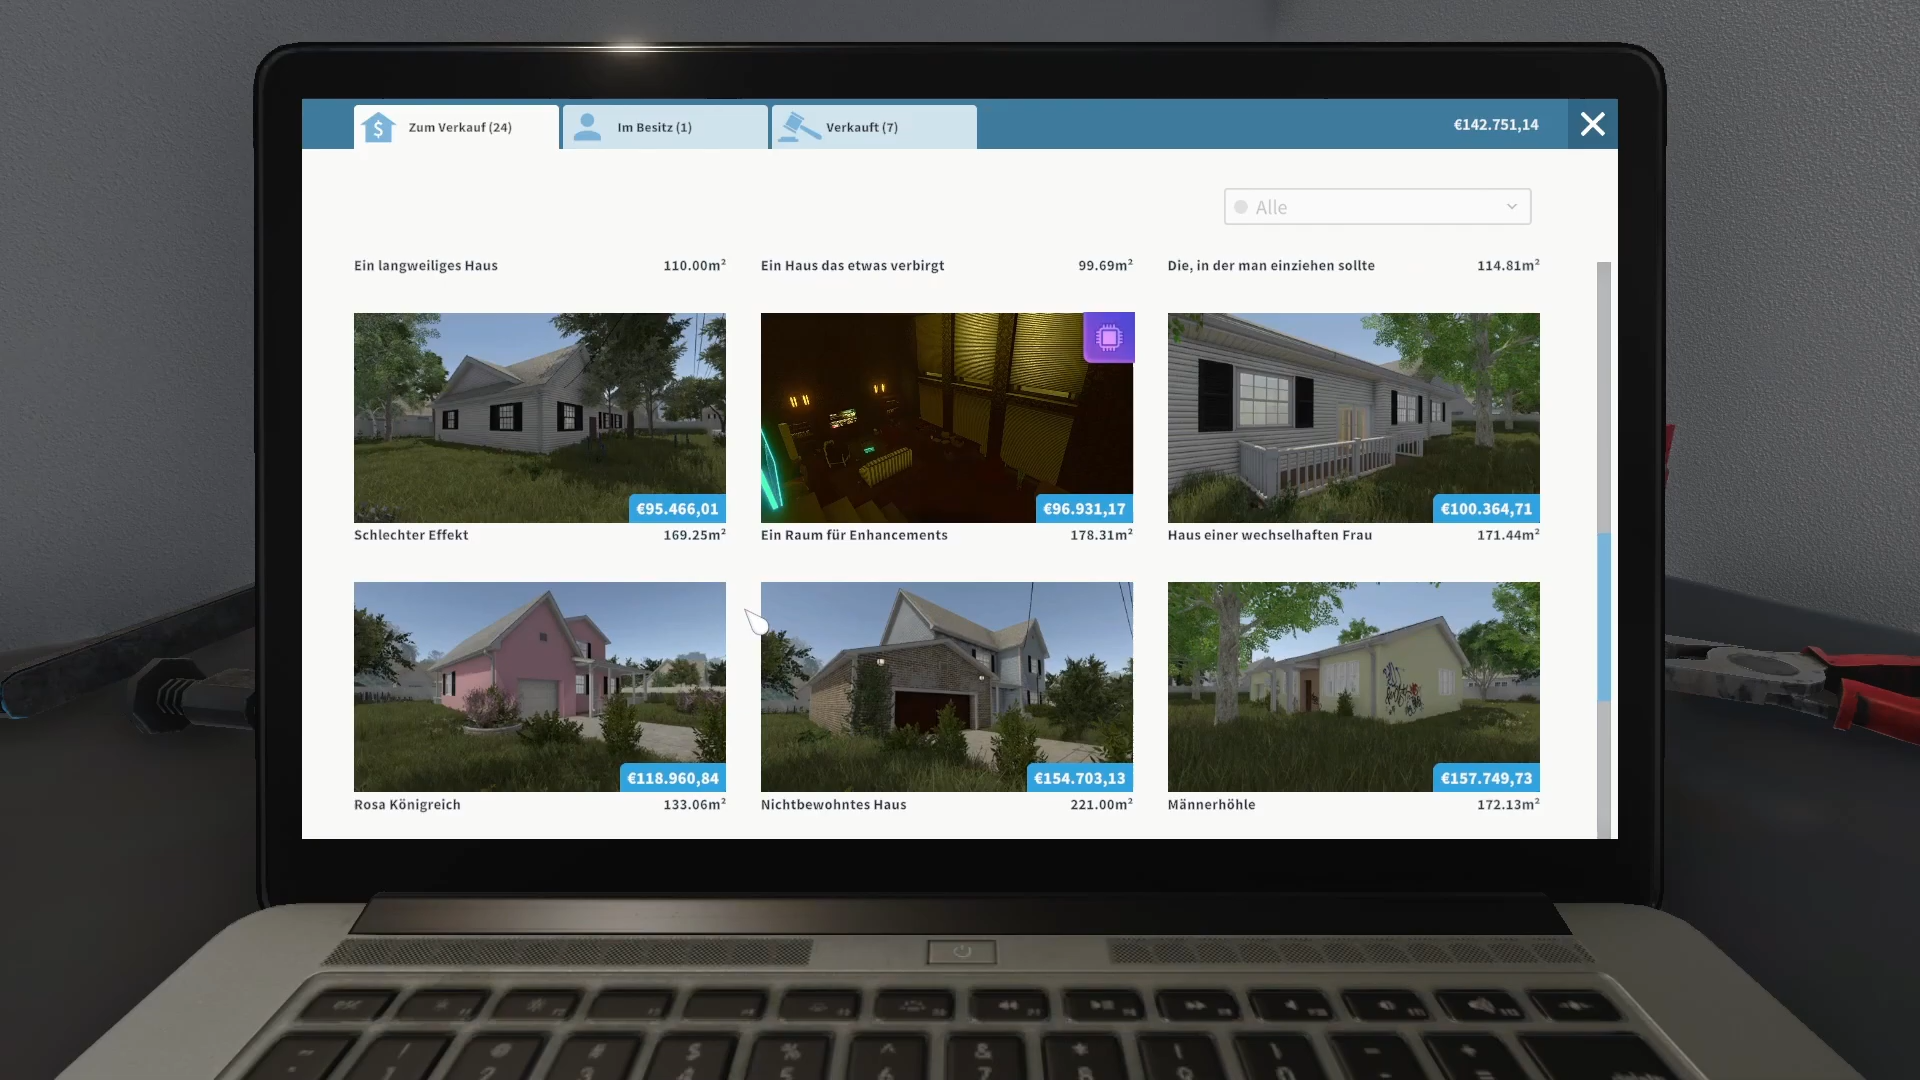 Zum Verkauf (24)
Im Besitz (1)
Verkauft (7)
€142.751,14
Alle
Ein langweiliges Haus
110.00m²
Ein Haus das etwas verbirgt
99.69m²
Die, in der man einziehen sollte
114.81m²
€95.466,01
€96.931,17
€100.364,71
Schlechter Effekt
169.25m²
Ein Raum für Enhancements
178.31m²
Haus einer wechselhaften Frau
171.44m²
€118.960,84
€154.703,13
€157.749,73
Rosa Königreich
133.06m²
Nichtbewohntes Haus
221.00m²
Männerhöhle
172.13m²
esc